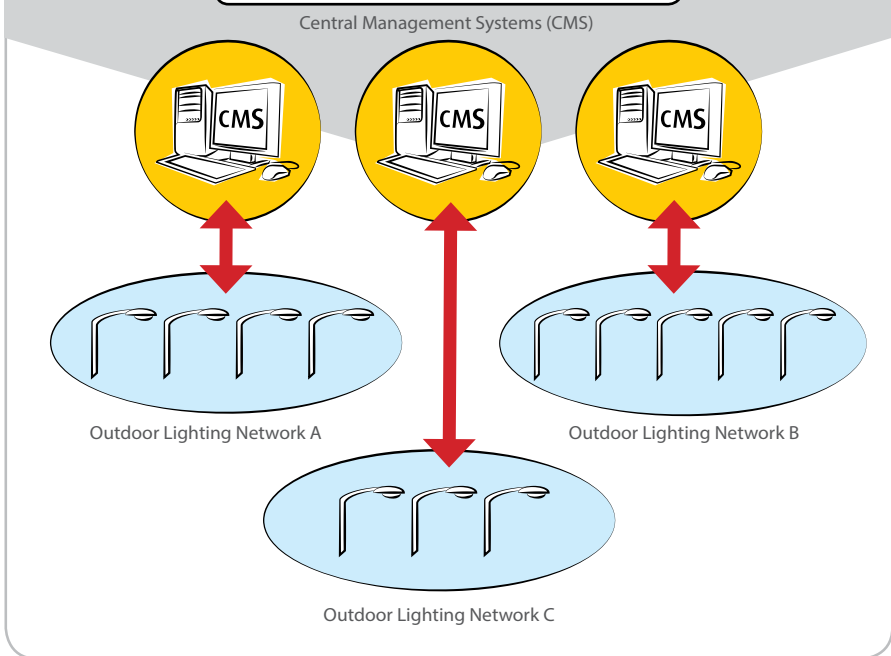 Central Management Systems (CMS)
CMS
CMS
CMS
Outdoor Lighting Network A
Outdoor Lighting Network B
Outdoor Lighting Network C